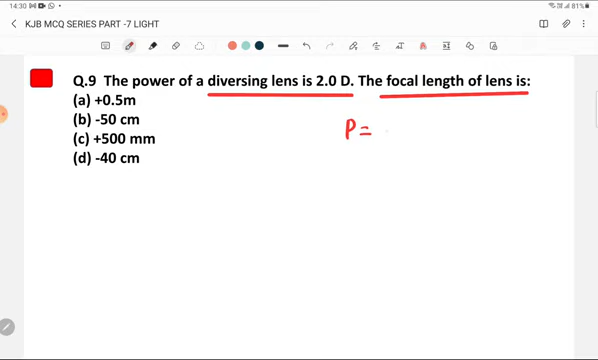 14:30 81%
KJB MCQ SERIES PART -7 LIGHT
Q.9 The power of a diversing lens is 2.0 D. The focal length of lens is:
(a) +0.5m
(b) -50 cm
(c) +500 mm
(d) -40 cm
P =